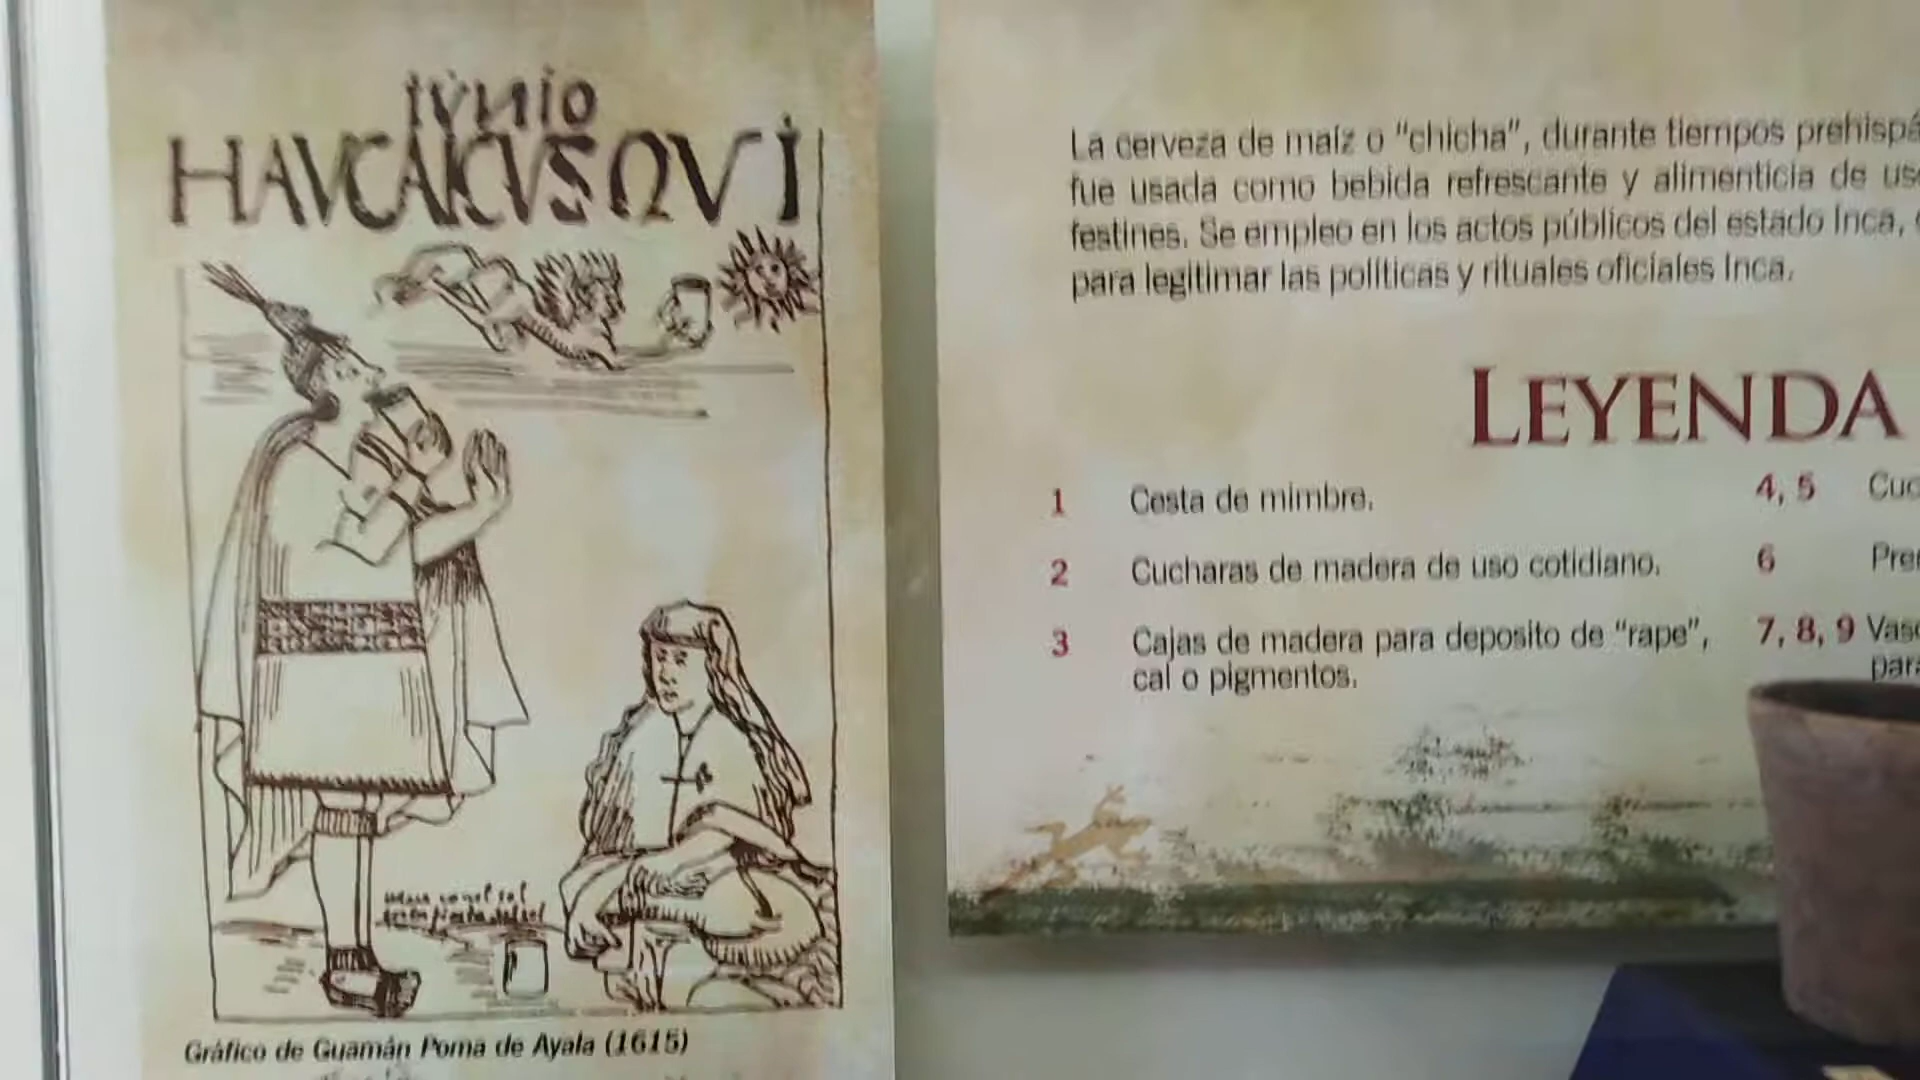 IVNIO
HAVCAICVSQVI
Gráfico de Guamán Poma de Ayala (1615)
La cerveza de maíz o "chicha", durante tiempos
fue usada como bebida refrescante y alimenticia de
festines. Se empleo en los actos públicos del estado Inca,
para legitimar las políticas y rituales oficiales Inca.
LEYENDA
1 Cesta de mimbre.
2 Cucharas de madera de uso cotidiano.
3 Cajas de madera para deposito de "rape",
cal o pigmentos.
4, 5
6
7, 8, 9